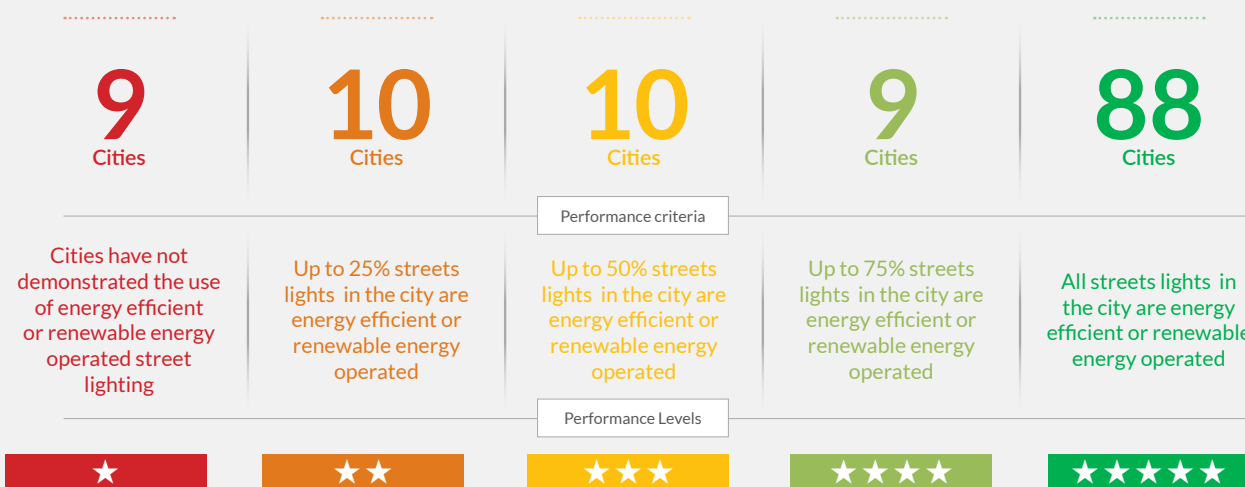 9
Cities
10
Cities
10
Cities
9
Cities
88
Cities
Performance criteria
Cities have not
demonstrated the use
of energy efficient
or renewable energy
operated street
lighting
Up to 25% streets
lights in the city are
energy efficient or
renewable energy
operated
Up to 50% streets
lights in the city are
energy efficient or
renewable energy
operated
Up to 75% streets
lights in the city are
energy efficient or
renewable energy
operated
All streets lights in
the city are energy
efficient or renewable
energy operated
Performance Levels